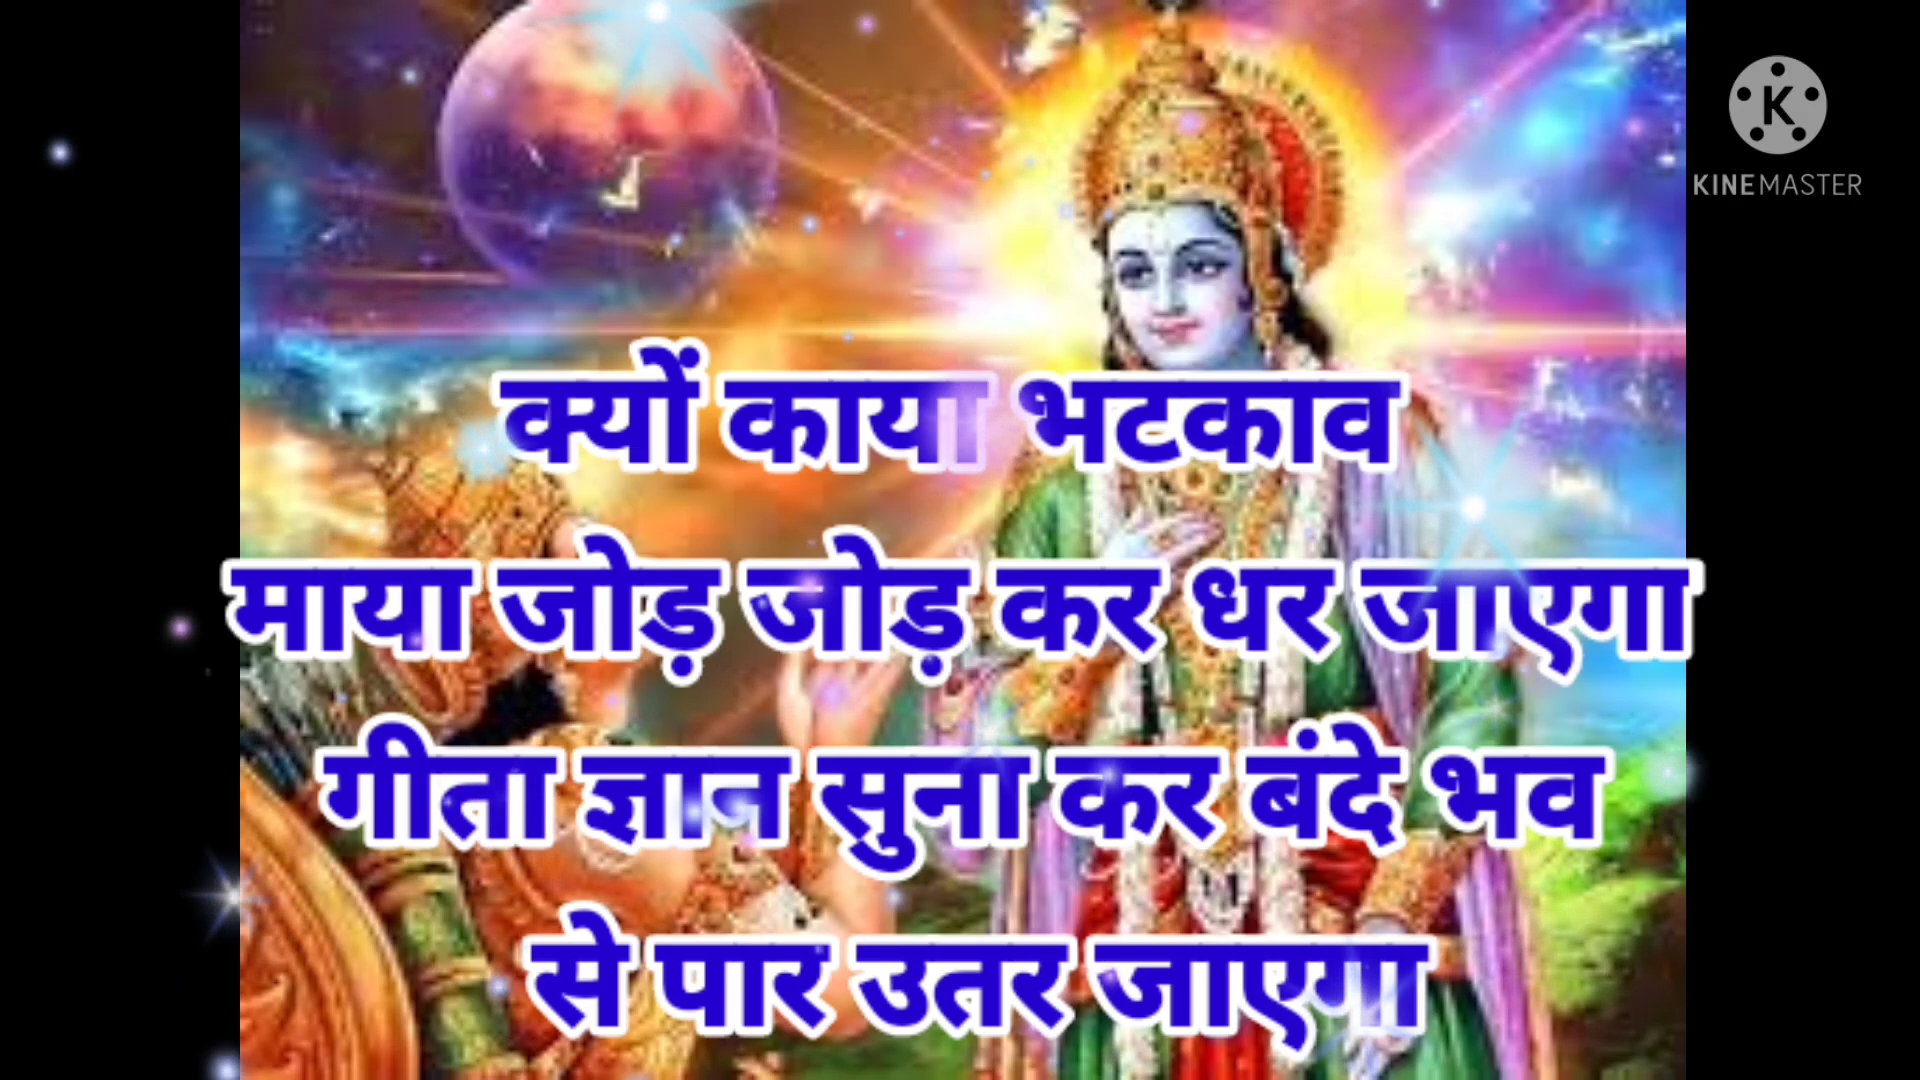 क्यों काया भटकाव
माया जोड़ जोड़ कर धर जाएगा
गीता ज्ञान सुना कर बंदे भव
से पार उतर जाएगा
K
KINEMASTER